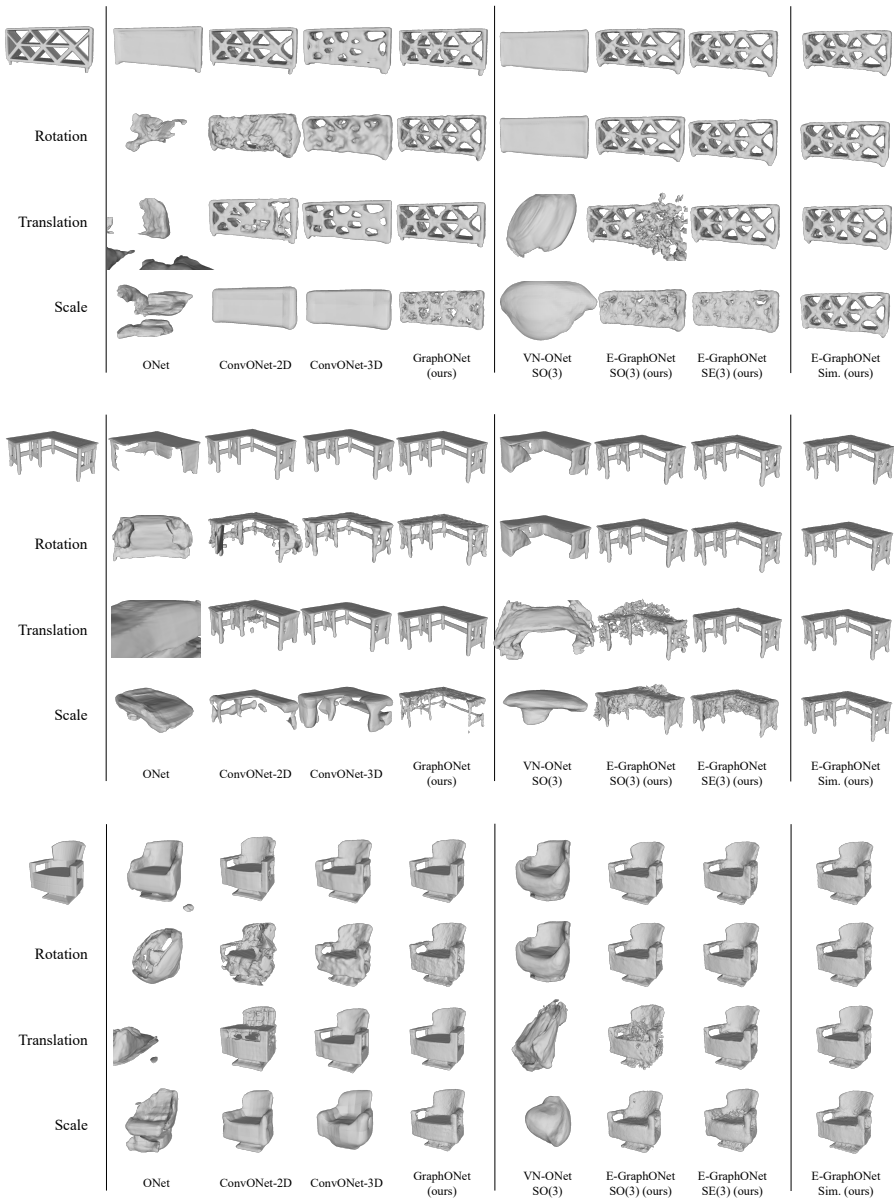 Rotation
Translation
Scale
ONet ConvONet-2D ConvONet-3D GraphONet (ours) VN-ONet SO(3) E-GraphONet SO(3) (ours) E-GraphONet SE(3) (ours) E-GraphONet Sim. (ours)
Rotation
Translation
Scale
ONet ConvONet-2D ConvONet-3D GraphONet (ours) VN-ONet SO(3) E-GraphONet SO(3) (ours) E-GraphONet SE(3) (ours) E-GraphONet Sim. (ours)
Rotation
Translation
Scale
ONet ConvONet-2D ConvONet-3D GraphONet (ours) VN-ONet SO(3) E-GraphONet SO(3) (ours) E-GraphONet SE(3) (ours) E-GraphONet Sim. (ours)